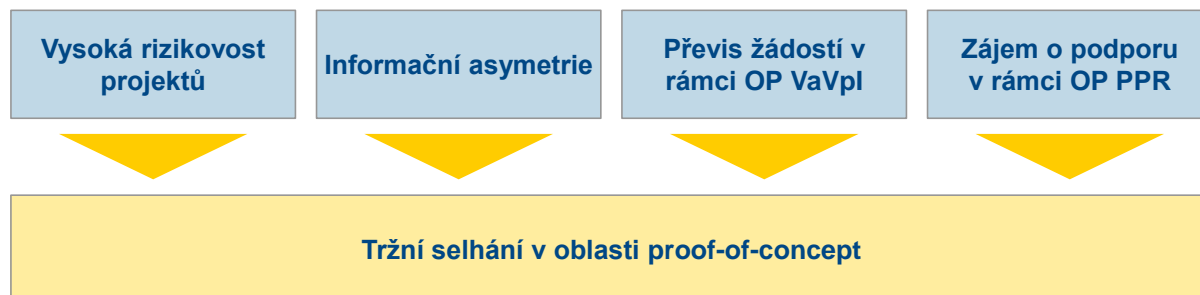 Vysoká rizikovost
projektů
Informační asymetrie
Převis žádostí v
rámci OP VaVpI
Zájem o podporu
v rámci OP PPR
Tržní selhání v oblasti proof-of-concept